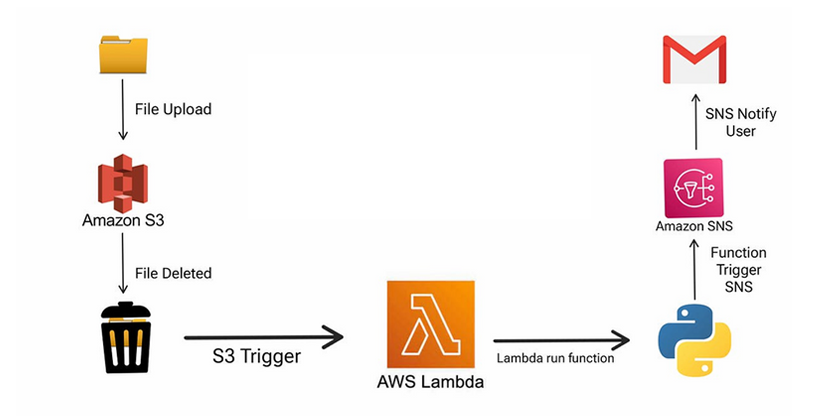 File Upload
Amazon S3
File Deleted
S3 Trigger
AWS Lambda
Lambda run function
Function
Trigger
SNS
Amazon SNS
SNS Notify
User